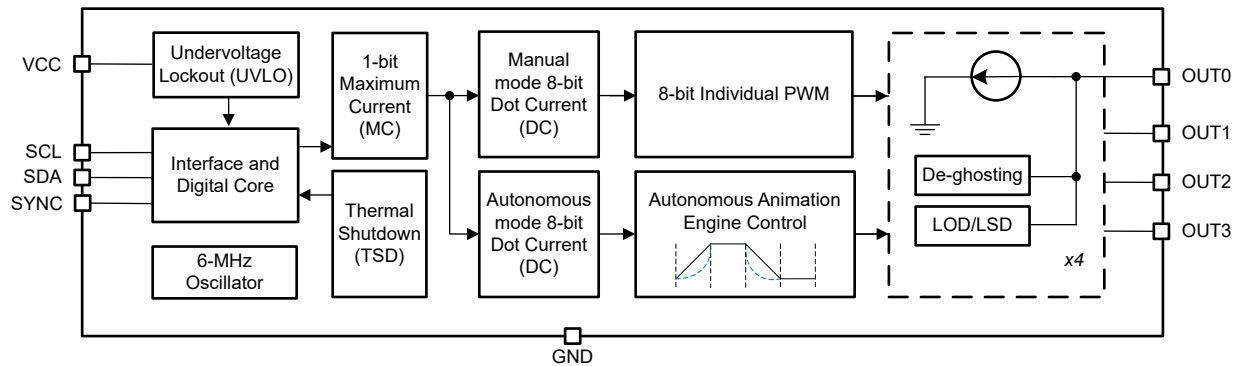 VCC
SCL
SDA
SYNC
Undervoltage
Lockout (UVLO)
Interface and
Digital Core
6-MHz
Oscillator
1-bit
Maximum
Current
(MC)
Thermal
Shutdown
(TSD)
Manual
mode 8-bit
Dot Current
(DC)
Autonomous
mode 8-bit
Dot Current
(DC)
8-bit Individual PWM
Autonomous Animation
Engine Control
De-ghosting
LOD/LSD
x4
OUT0
OUT1
OUT2
OUT3
GND